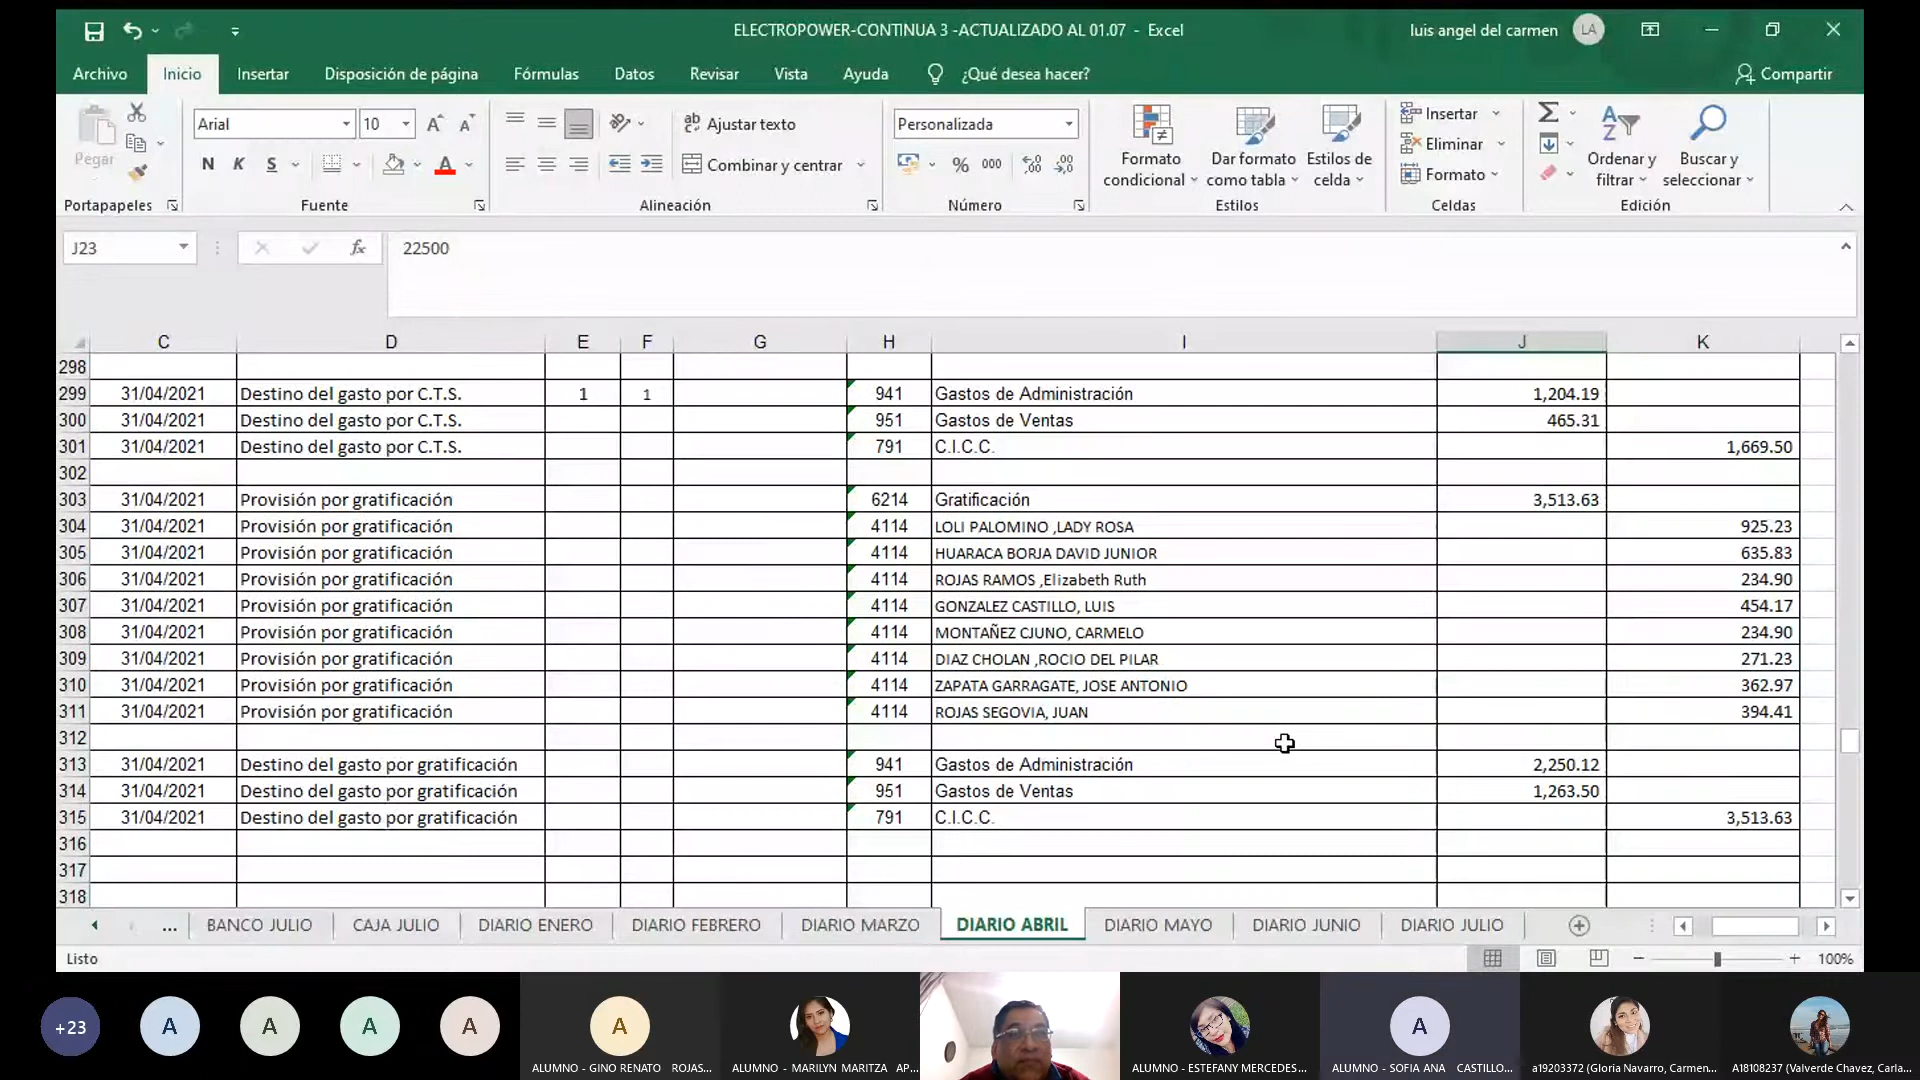 ELECTROPOWER-CONTINUA 3 -ACTUALIZADO AL 01.07 - Excel
luis angel del carmen LA
Archivo Inicio Insertar Disposición de página Fórmulas Datos Revisar Vista Ayuda ¿Qué desea hacer? Compartir
Pegar
Arial 10
N K S
Ajustar texto
Combinar y centrar
Personalizada
% 000
Formato condicional
Dar formato como tabla
Estilos de celda
Insertar
Eliminar
Formato
Ordenar y filtrar
Buscar y seleccionar
Portapapeles Fuente Alineación Número Estilos Celdas Edición
J23 fx 22500
C D E F G H I J K
298
299 31/04/2021 Destino del gasto por C.T.S. 1 1 941 Gastos de Administración 1,204.19
300 31/04/2021 Destino del gasto por C.T.S. 951 Gastos de Ventas 465.31
301 31/04/2021 Destino del gasto por C.T.S. 791 C.I.C.C. 1,669.50
302
303 31/04/2021 Provisión por gratificación 6214 Gratificación 3,513.63
304 31/04/2021 Provisión por gratificación 4114 LOLI PALOMINO ,LADY ROSA 925.23
305 31/04/2021 Provisión por gratificación 4114 HUARACA BORJA DAVID JUNIOR 635.83
306 31/04/2021 Provisión por gratificación 4114 ROJAS RAMOS ,Elizabeth Ruth 234.90
307 31/04/2021 Provisión por gratificación 4114 GONZALEZ CASTILLO, LUIS 454.17
308 31/04/2021 Provisión por gratificación 4114 MONTAÑEZ CJUNO, CARMELO 234.90
309 31/04/2021 Provisión por gratificación 4114 DIAZ CHOLAN ,ROCIO DEL PILAR 271.23
310 31/04/2021 Provisión por gratificación 4114 ZAPATA GARRAGATE, JOSE ANTONIO 362.97
311 31/04/2021 Provisión por gratificación 4114 ROJAS SEGOVIA, JUAN 394.41
312
313 31/04/2021 Destino del gasto por gratificación 941 Gastos de Administración 2,250.12
314 31/04/2021 Destino del gasto por gratificación 951 Gastos de Ventas 1,263.50
315 31/04/2021 Destino del gasto por gratificación 791 C.I.C.C. 3,513.63
316
317
318
... BANCO JULIO CAJA JULIO DIARIO ENERO DIARIO FEBRERO DIARIO MARZO DIARIO ABRIL DIARIO MAYO DIARIO JUNIO DIARIO JULIO
Listo 100%
+23 A A A A A A
ALUMNO - GINO RENATO ROJAS... ALUMNO - MARILYN MARITZA AP... ALUMNO - ESTEFANY MERCEDES... ALUMNO - SOFIA ANA CASTILLO... a19203372 (Gloria Navarro, Carmen... A18108237 (Valverde Chavez, Carla...